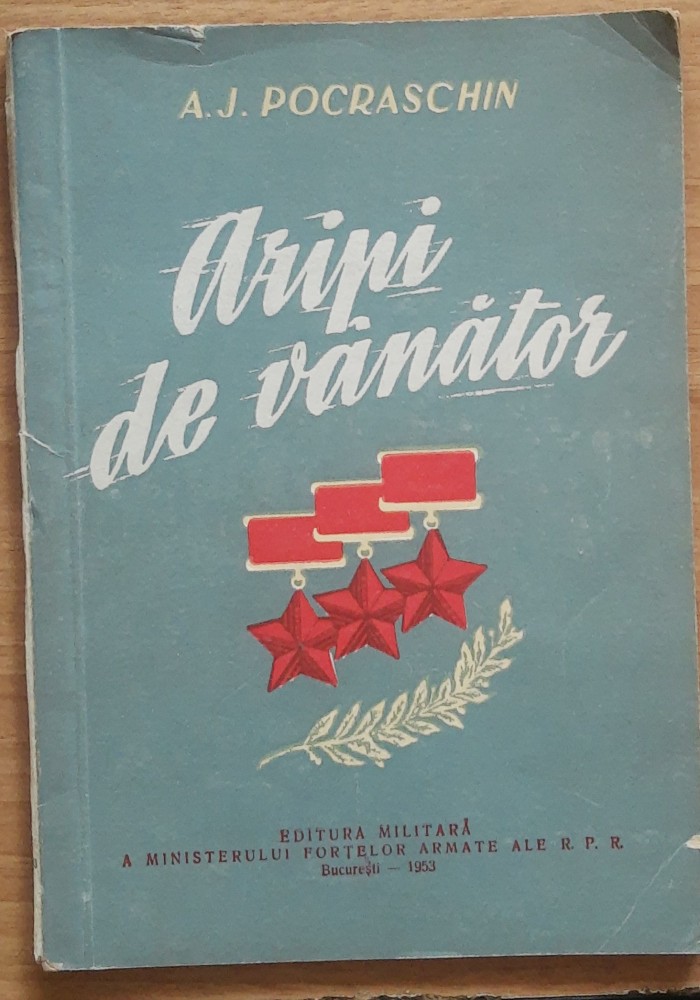 A. J. POCRASCHIN
Aripi
de vânător
EDITURA MILITARĂ
A MINISTERULUI FORȚELOR ARMATE ALE R. P. R.
București — 1953